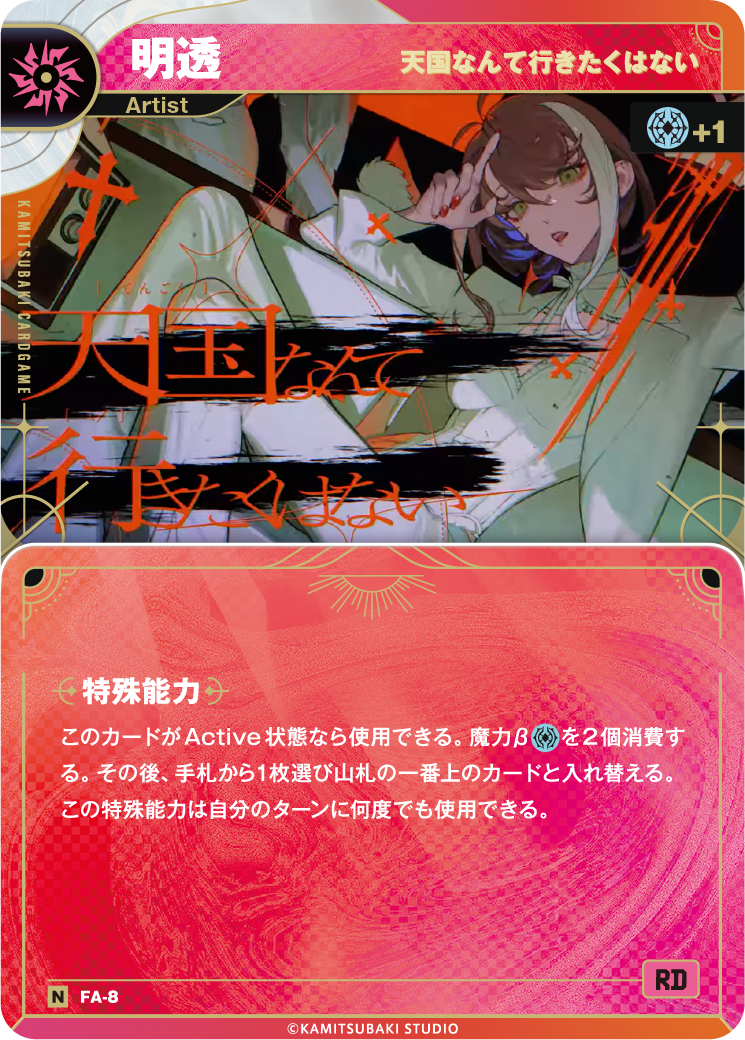 明透
天国なんて行きたくはない
Artist
+1
KAMITSUBAKI CARDGAME
てんごく
天国なんて
行きたくはない
特殊能力
このカードがActive状態なら使用できる。魔力βを2個消費す
る。その後、手札から1枚選び山札の一番上のカードと入れ替える。
この特殊能力は自分のターンに何度でも使用できる。
RD
N FA-8
©KAMITSUBAKI STUDIO